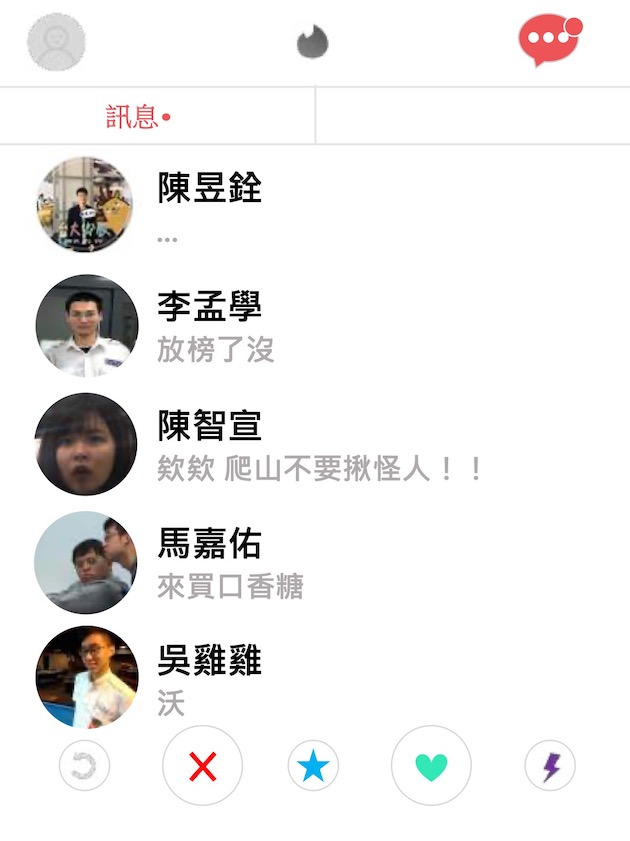 訊息
陳昱銓
...
李孟學
放榜了沒
陳智宣
欸欸 爬山不要揪怪人！！
馬嘉佑
來買口香糖
吳雞雞
沃